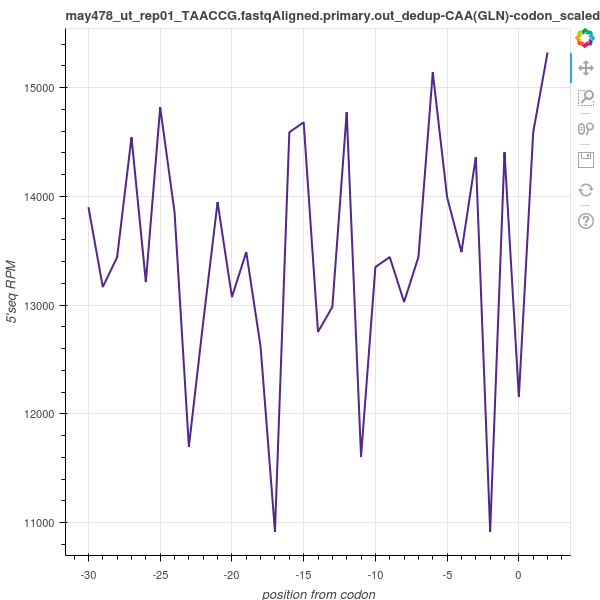 may478_ut_rep01_TAACCG.fastqAligned.primary.out_dedup-CAA(GLN)-codon_scaled
15000
14000
13000
12000
11000
5'seq RPM
-30 -25 -20 -15 -10 -5 0
position from codon